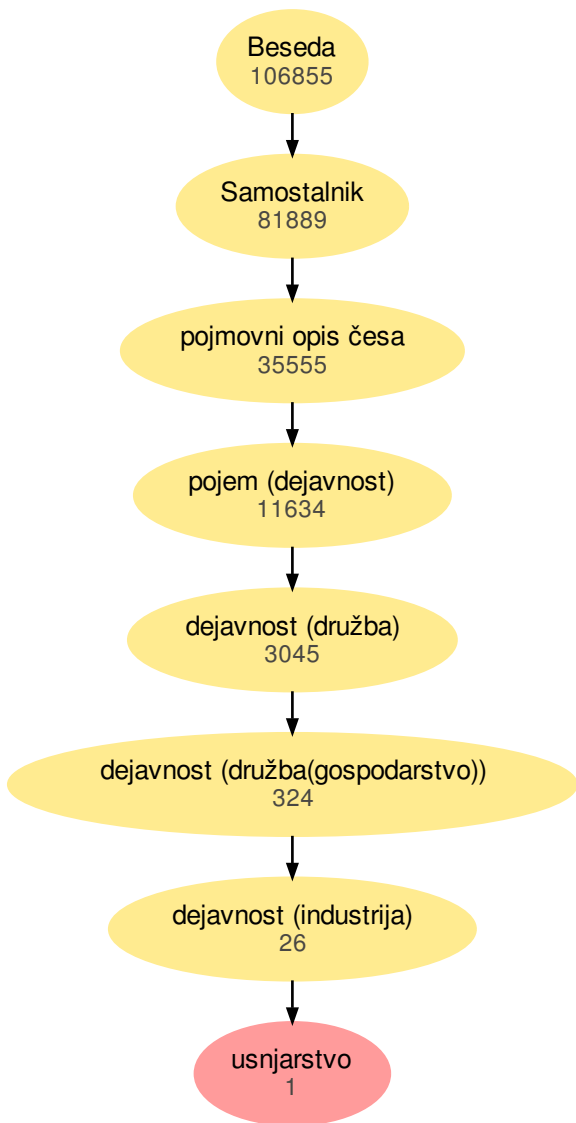 Beseda
106855
Samostalnik
81889
pojmovni opis česa
35555
pojem (dejavnost)
11634
dejavnost (družba)
3045
dejavnost (družba(gospodarstvo))
324
dejavnost (industrija)
26
usnjarstvo
1